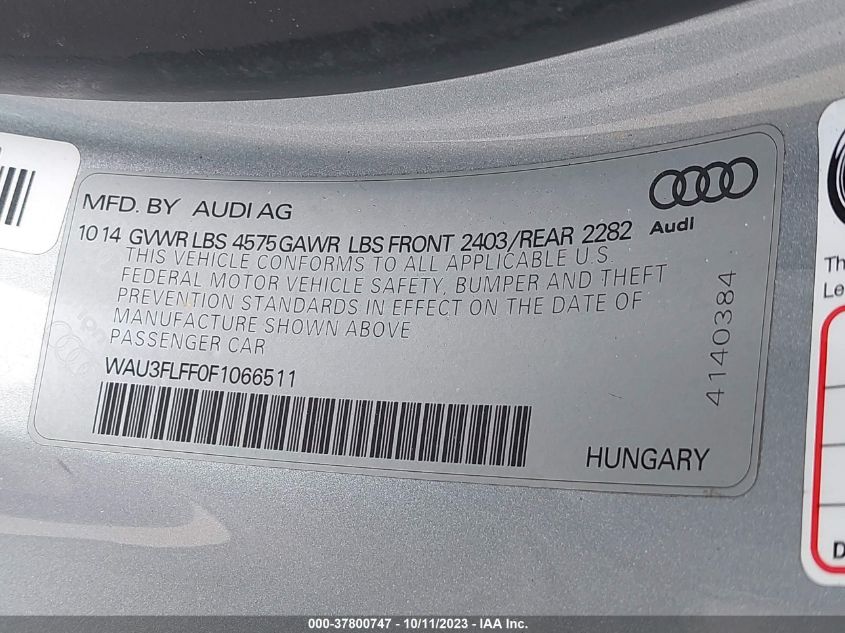 MFD. BY AUDI AG
10 14 GVWR LBS 4575 GAWR LBS FRONT 2403/REAR 2282
THIS VEHICLE CONFORMS TO ALL APPLICABLE U.S.
FEDERAL MOTOR VEHICLE SAFETY, BUMPER AND THEFT
PREVENTION STANDARDS IN EFFECT ON THE DATE OF
MANUFACTURE SHOWN ABOVE
PASSENGER CAR
WAU3FLFF0F1066511
HUNGARY
Audi
4140384
Th
Le
D
000-37800747 - 10/11/2023 - IAA Inc.